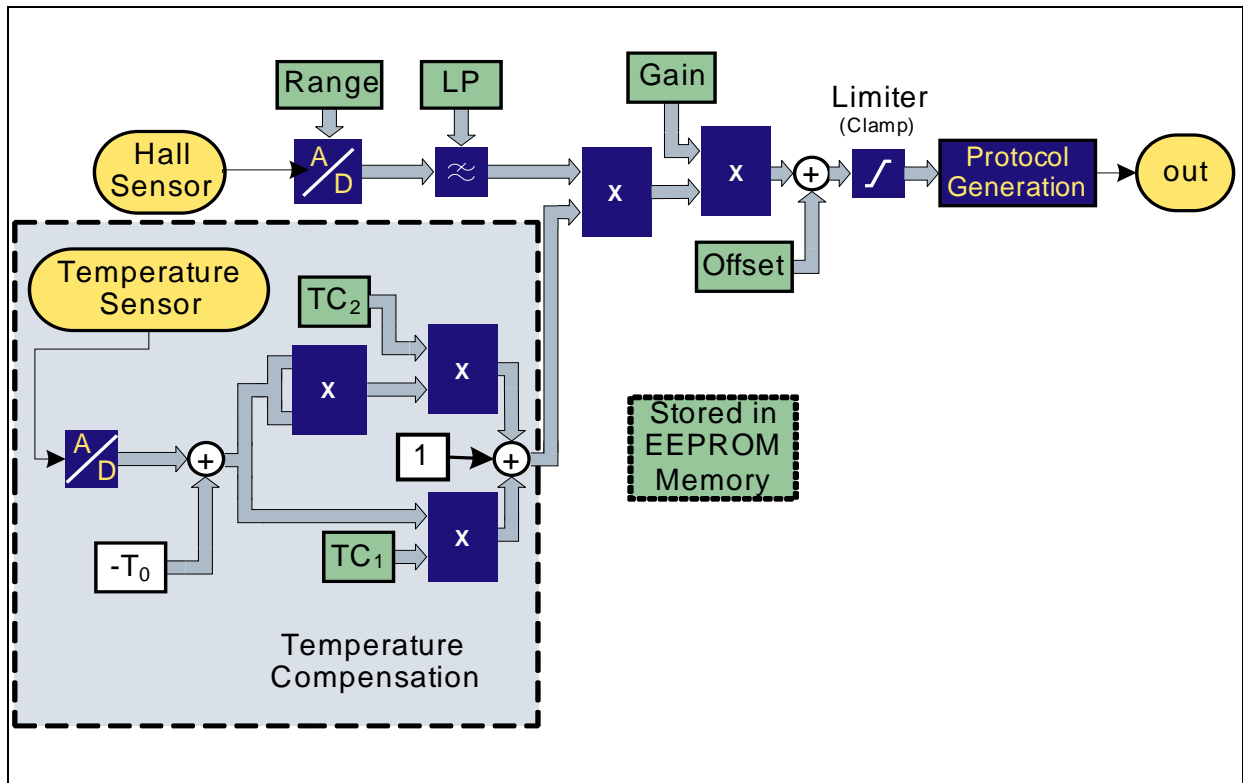 Range
LP
Gain
Limiter
(Clamp)
Hall
Sensor
A
D
X
X
Protocol
Generation
out
Offset
Temperature
Sensor
TC₂
X
X
A
D
1
Stored in
EEPROM
Memory
-T₀
TC₁
X
Temperature
Compensation